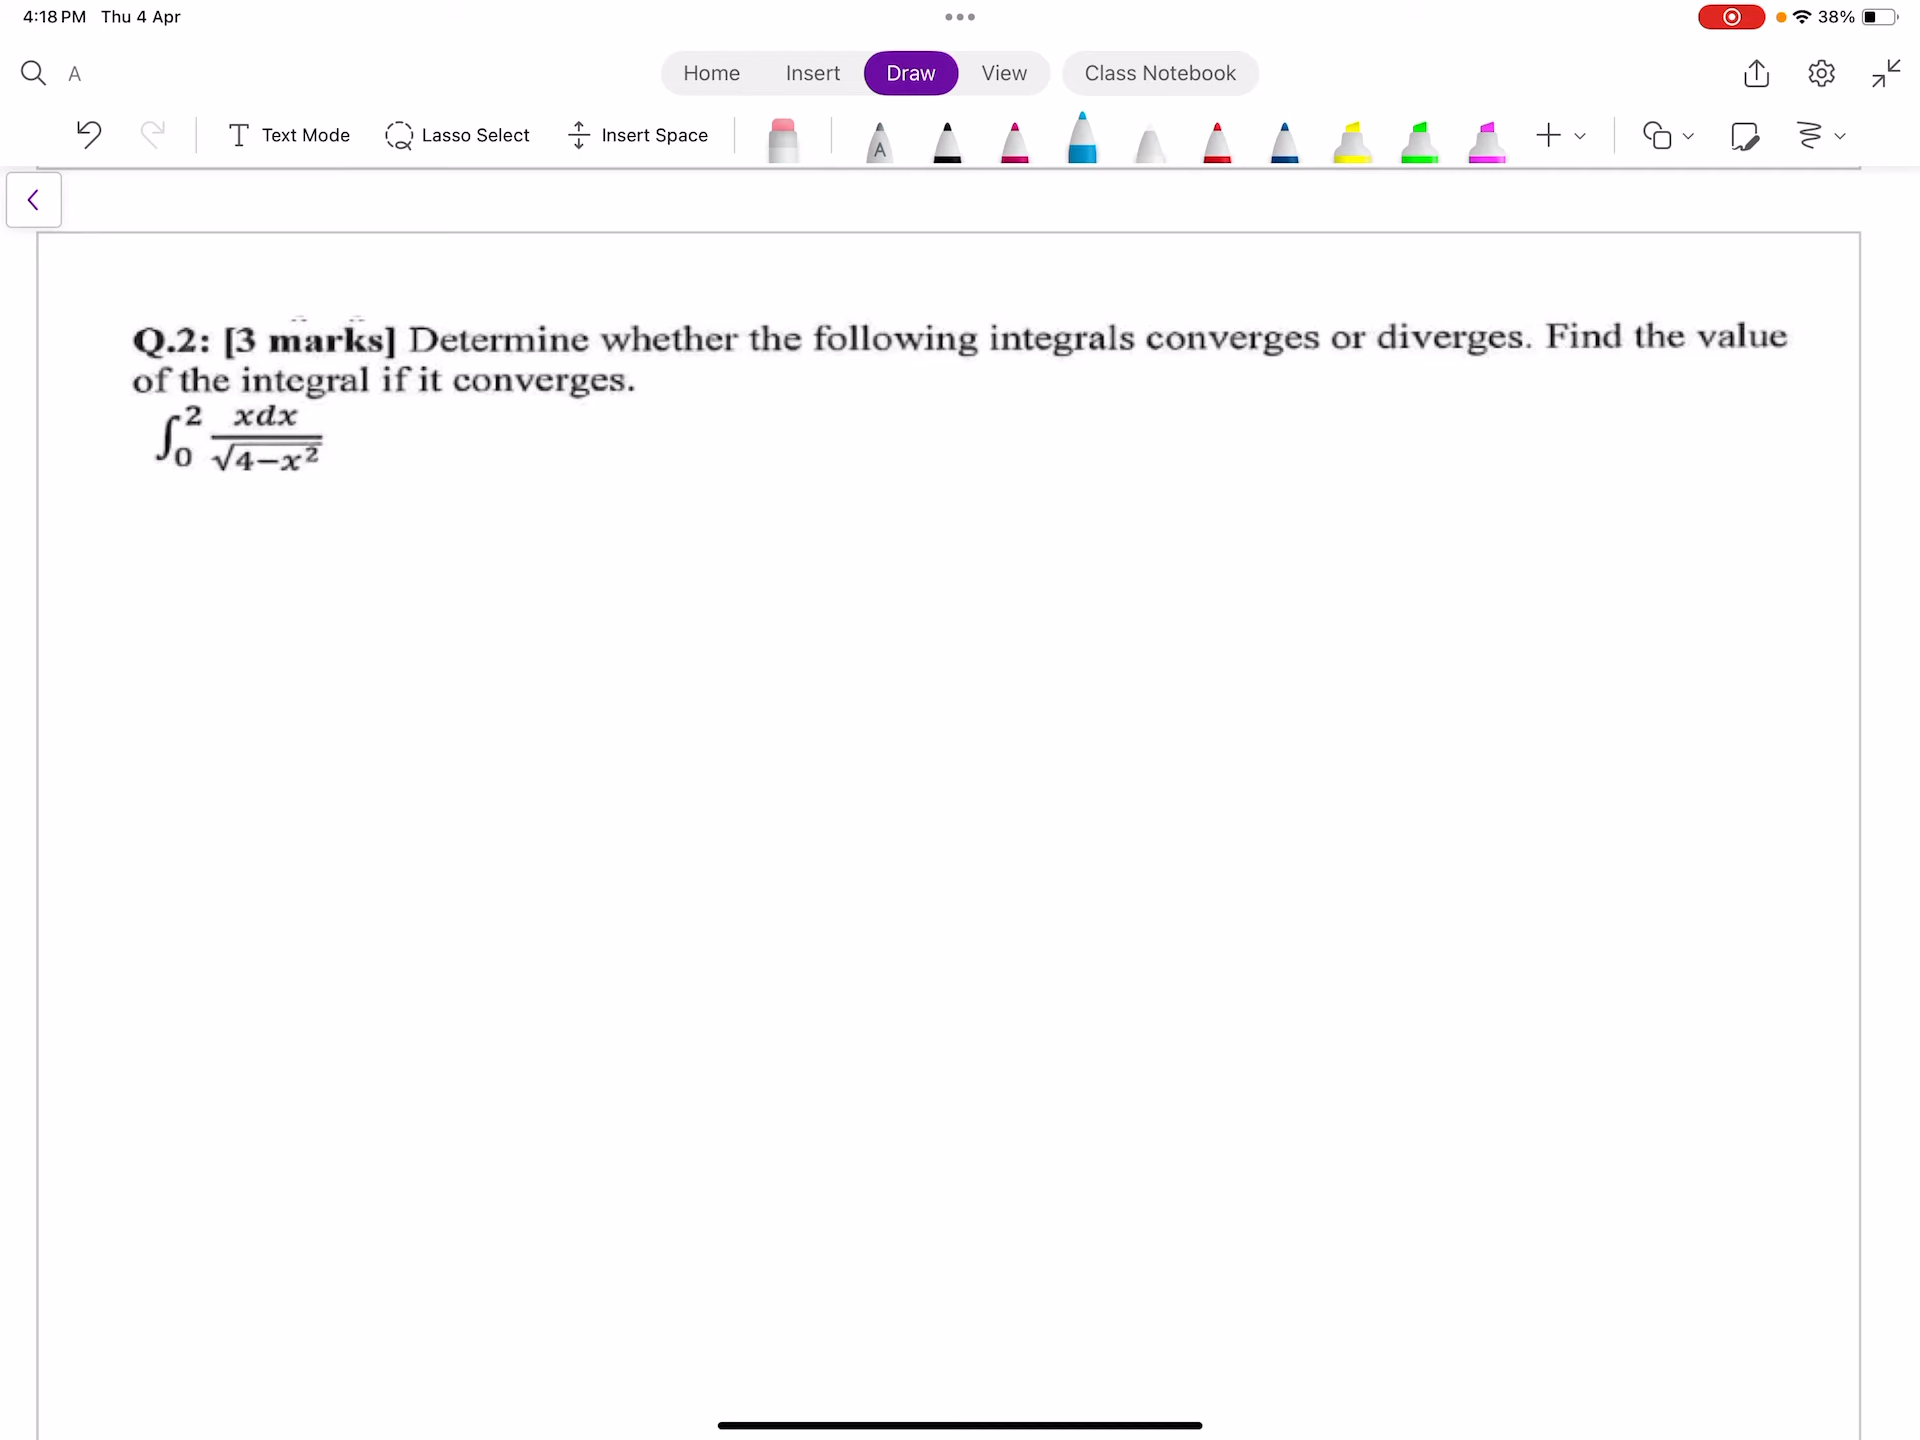 4:18 PM Thu 4 Apr
38%
A
Home Insert Draw View Class Notebook
Text Mode Lasso Select Insert Space
A
Q.2: [3 marks] Determine whether the following integrals converges or diverges. Find the value
of the integral if it converges.
∫₀² xdx/√(4−x²)